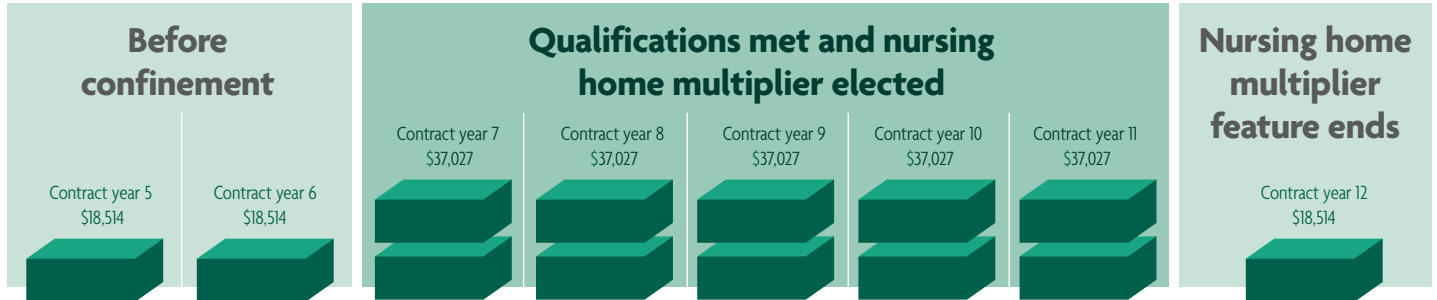 Before
confinement
Contract year 5
$18,514
Contract year 6
$18,514
Qualifications met and nursing
home multiplier elected
Contract year 7
$37,027
Contract year 8
$37,027
Contract year 9
$37,027
Contract year 10
$37,027
Contract year 11
$37,027
Nursing home
multiplier
feature ends
Contract year 12
$18,514